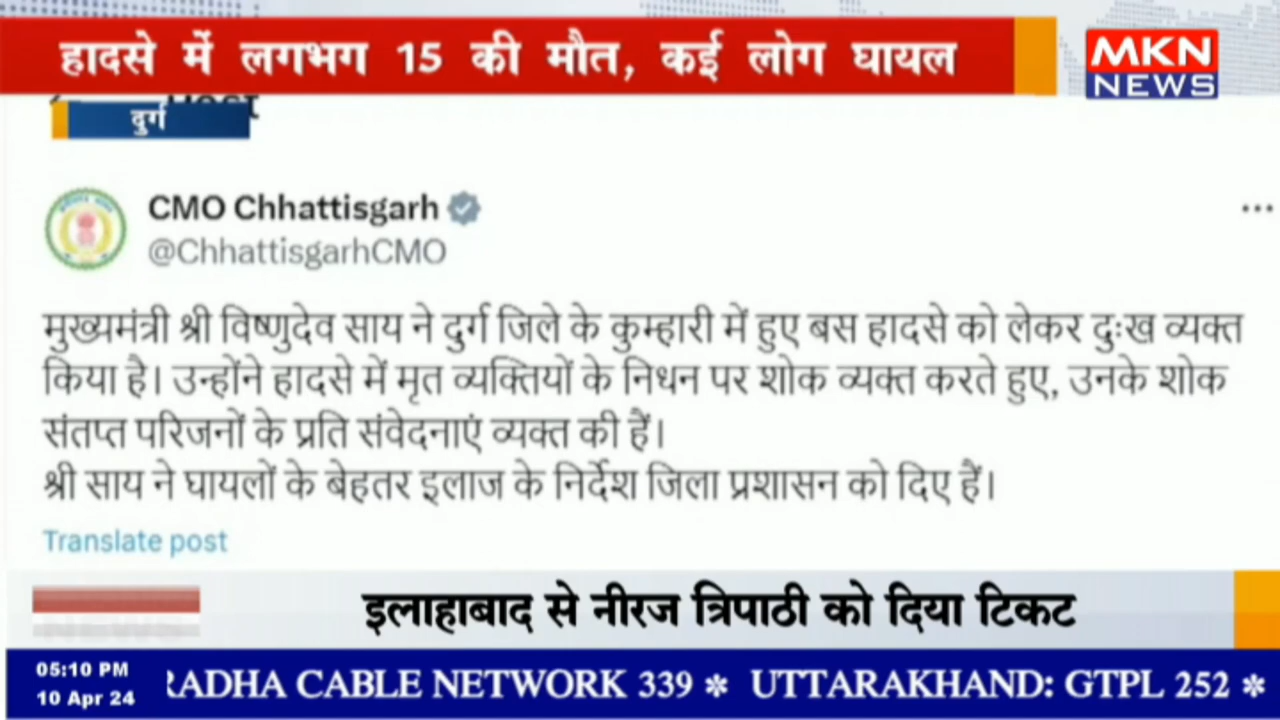 हादसे में लगभग 15 की मौत, कई लोग घायल
MKN
NEWS
दुर्ग
CMO Chhattisgarh
@ChhattisgarhCMO
मुख्यमंत्री श्री विष्णुदेव साय ने दुर्ग जिले के कुम्हारी में हुए बस हादसे को लेकर दुःख व्यक्त
किया है। उन्होंने हादसे में मृत व्यक्तियों के निधन पर शोक व्यक्त करते हुए, उनके शोक
संतप्त परिजनों के प्रति संवेदनाएं व्यक्त की हैं।
श्री साय ने घायलों के बेहतर इलाज के निर्देश जिला प्रशासन को दिए हैं।
Translate post
इलाहाबाद से नीरज त्रिपाठी को दिया टिकट
05:10 PM
10 Apr 24
RADHA CABLE NETWORK 339 * UTTARAKHAND: GTPL 252 *